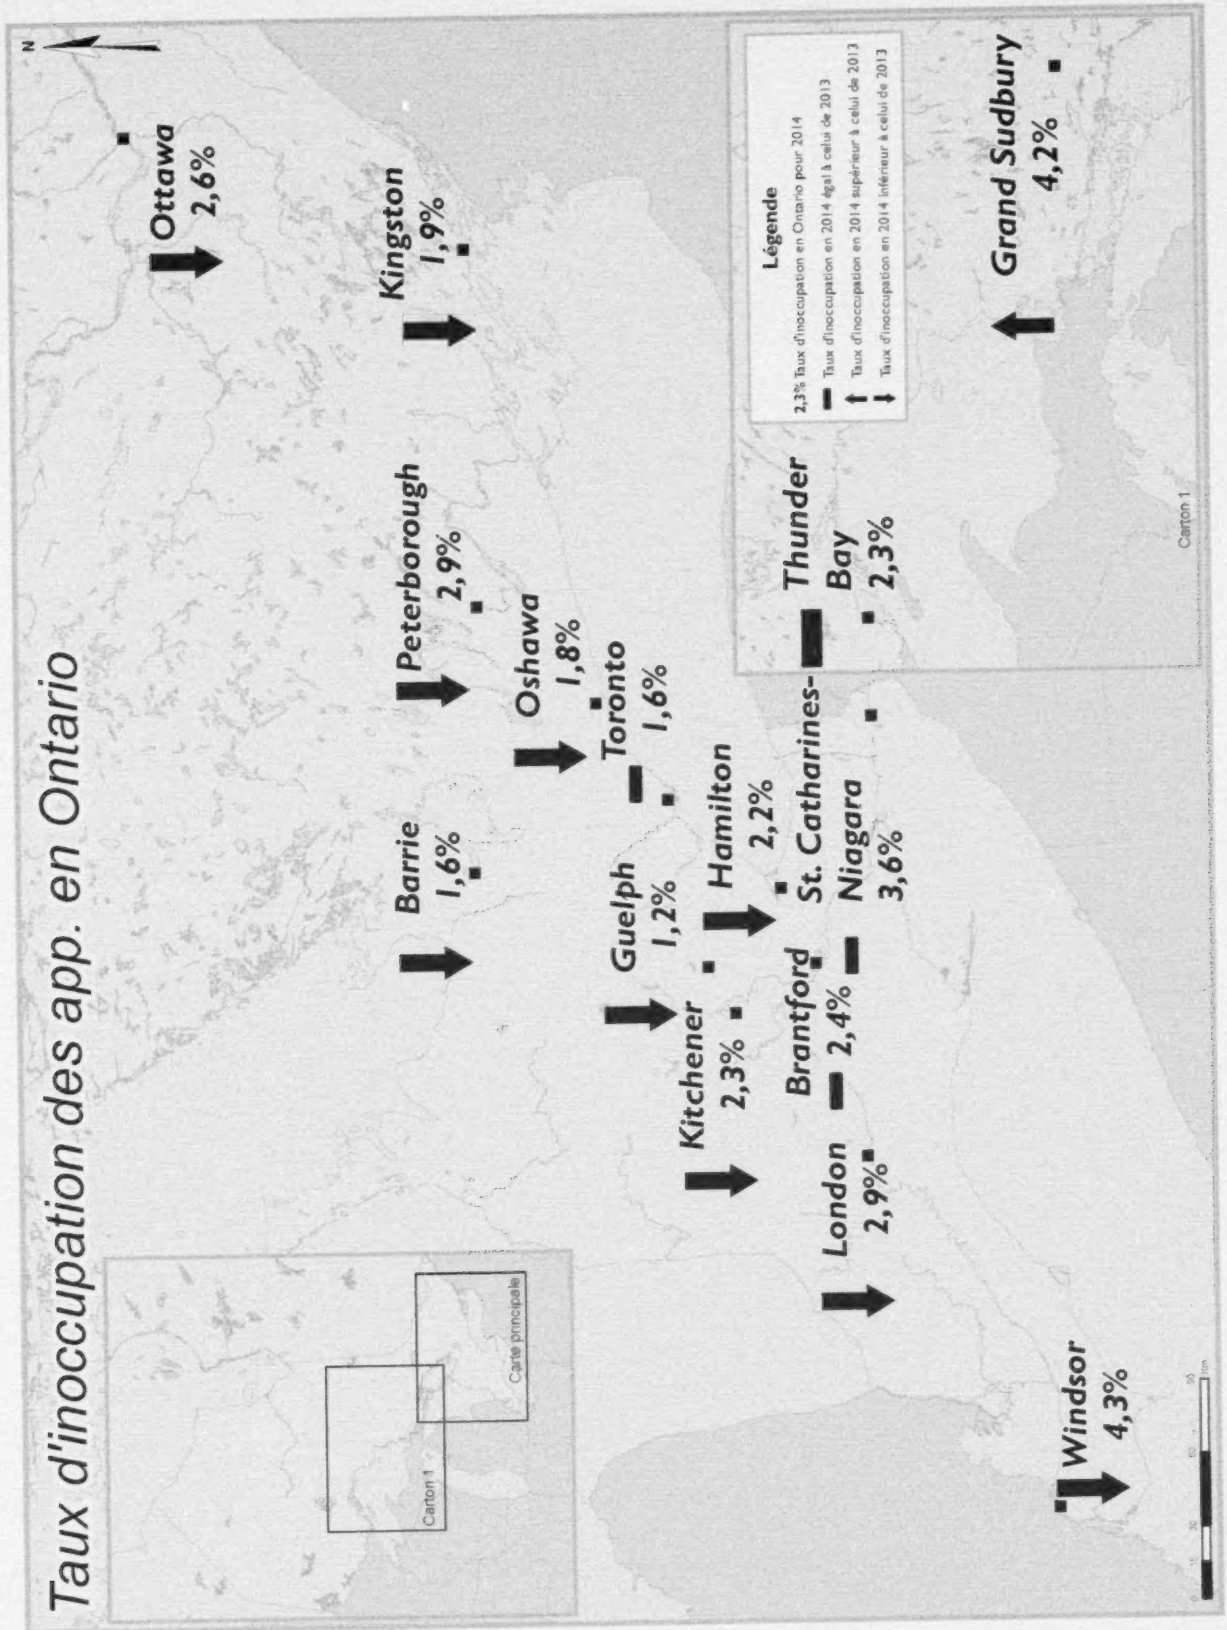 Taux d'inoccupation des app. en Ontario
N
Ottawa
2,6%
Kingston
1,9%
Peterborough
2,9%
Barrie
1,6%
Oshawa
1,8%
Toronto
1,6%
Guelph
1,2%
Hamilton
2,2%
Kitchener
2,3%
Brantford
2,4%
St. Catharines-
Niagara
3,6%
London
2,9%
Windsor
4,3%
Thunder
Bay
2,3%
Grand Sudbury
4,2%
Légende
2,3% Taux d'inoccupation en Ontario pour 2014
Taux d'inoccupation en 2014 égal à celui de 2013
Taux d'inoccupation en 2014 supérieur à celui de 2013
Taux d'inoccupation en 2014 inférieur à celui de 2013
Carton 1
Carton 1
Carte principale